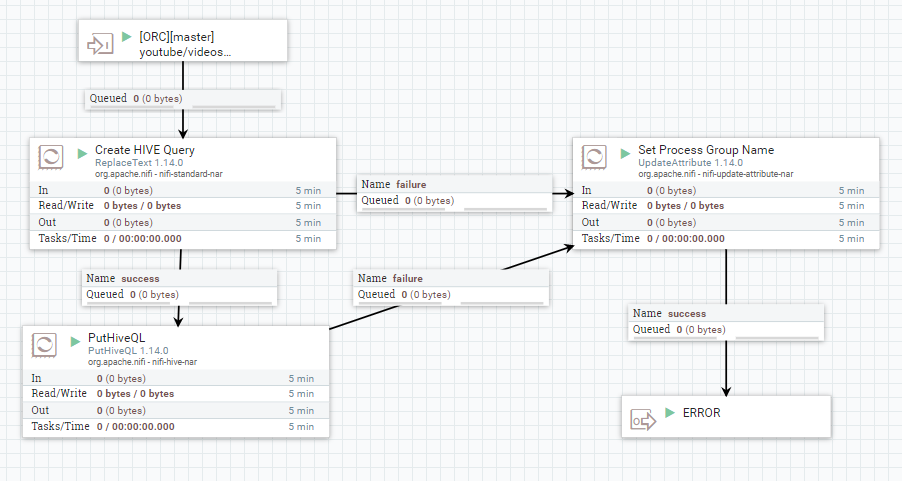 [ORC][master]
youtube/videos...
Queued 0 (0 bytes)
Create HIVE Query
ReplaceText 1.14.0
org.apache.nifi - nifi-standard-nar
In 0 (0 bytes) 5 min
Read/Write 0 bytes / 0 bytes 5 min
Out 0 (0 bytes) 5 min
Tasks/Time 0 / 00:00:00.000 5 min
Name failure
Queued 0 (0 bytes)
Set Process Group Name
UpdateAttribute 1.14.0
org.apache.nifi - nifi-update-attribute-nar
In 0 (0 bytes) 5 min
Read/Write 0 bytes / 0 bytes 5 min
Out 0 (0 bytes) 5 min
Tasks/Time 0 / 00:00:00.000 5 min
Name success
Queued 0 (0 bytes)
Name failure
Queued 0 (0 bytes)
PutHiveQL
PutHiveQL 1.14.0
org.apache.nifi - nifi-hive-nar
In 0 (0 bytes) 5 min
Read/Write 0 bytes / 0 bytes 5 min
Out 0 (0 bytes) 5 min
Tasks/Time 0 / 00:00:00.000 5 min
Name success
Queued 0 (0 bytes)
ERROR